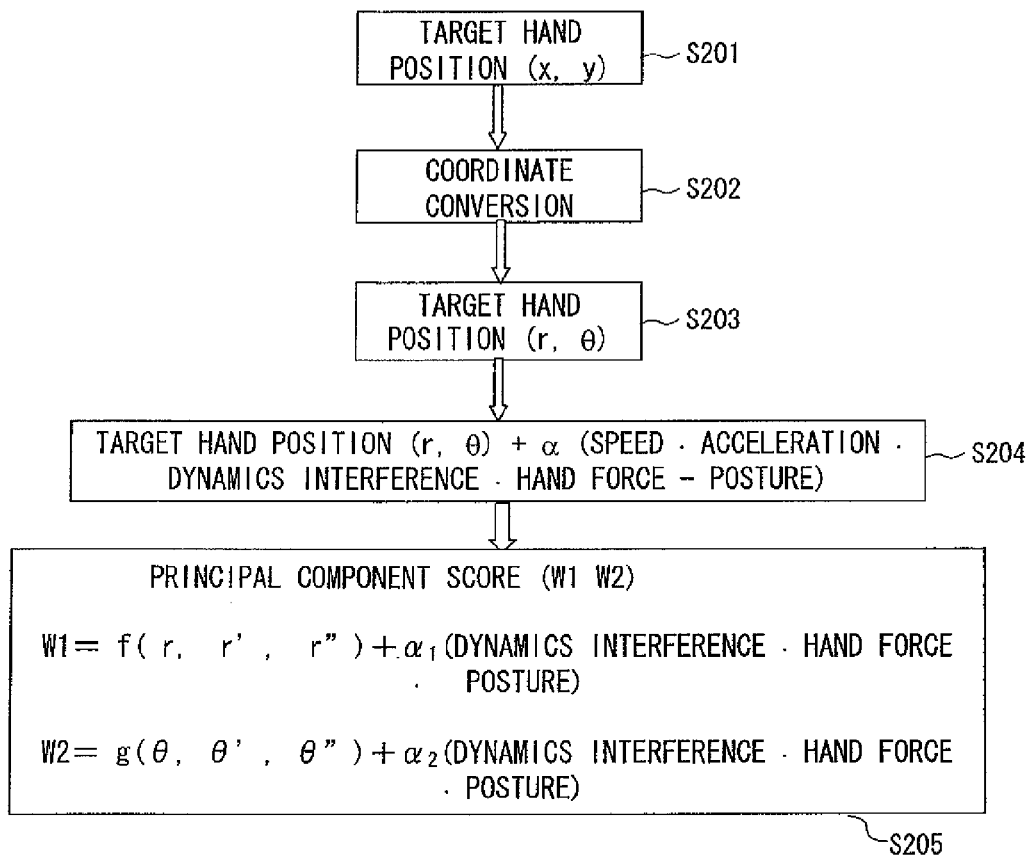 TARGET HAND
POSITION (x, y)
S201
COORDINATE
CONVERSION
S202
TARGET HAND
POSITION (r, θ)
S203
TARGET HAND POSITION (r, θ) + α (SPEED · ACCELERATION ·
DYNAMICS INTERFERENCE · HAND FORCE - POSTURE)
S204
PRINCIPAL COMPONENT SCORE (W1 W2)
W1= f( r, r' , r" )+α₁(DYNAMICS INTERFERENCE · HAND FORCE
· POSTURE)
W2= g(θ, θ' , θ" )+α₂(DYNAMICS INTERFERENCE · HAND FORCE
· POSTURE)
S205